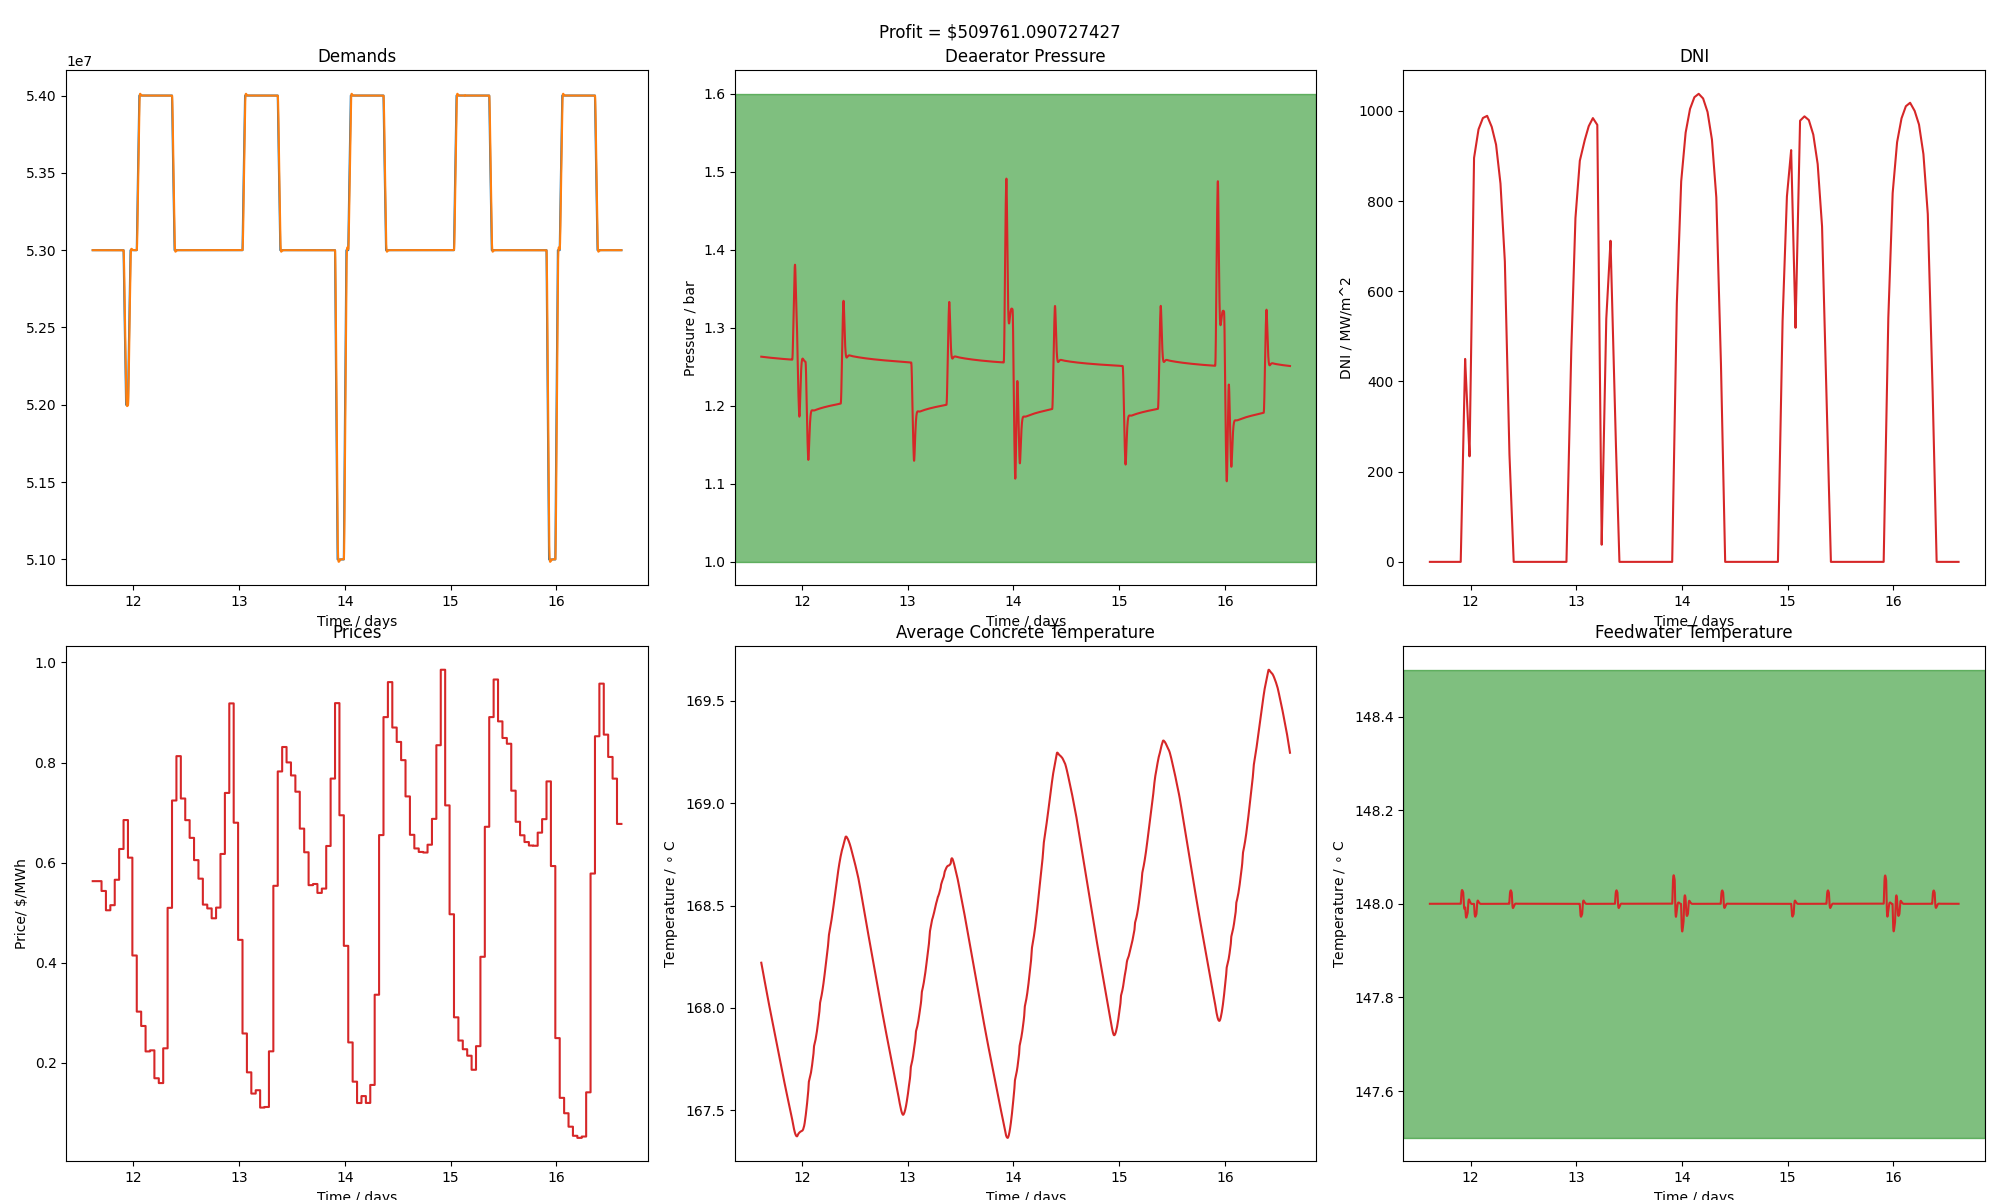 Profit = $509761.090727427
Demands
1e7
5.40
5.35
5.30
5.25
5.20
5.15
5.10
12 13 14 15 16
Time / days
Deaerator Pressure
Pressure / bar
1.6
1.5
1.4
1.3
1.2
1.1
1.0
12 13 14 15 16
Time / days
DNI
DNI / MW/m^2
1000
800
600
400
200
0
12 13 14 15 16
Time / days
Prices
Price/ $/MWh
1.0
0.8
0.6
0.4
0.2
12 13 14 15 16
Time / days
Average Concrete Temperature
Temperature / ∘ C
169.5
169.0
168.5
168.0
167.5
12 13 14 15 16
Time / days
Feedwater Temperature
Temperature / ∘ C
148.4
148.2
148.0
147.8
147.6
12 13 14 15 16
Time / days